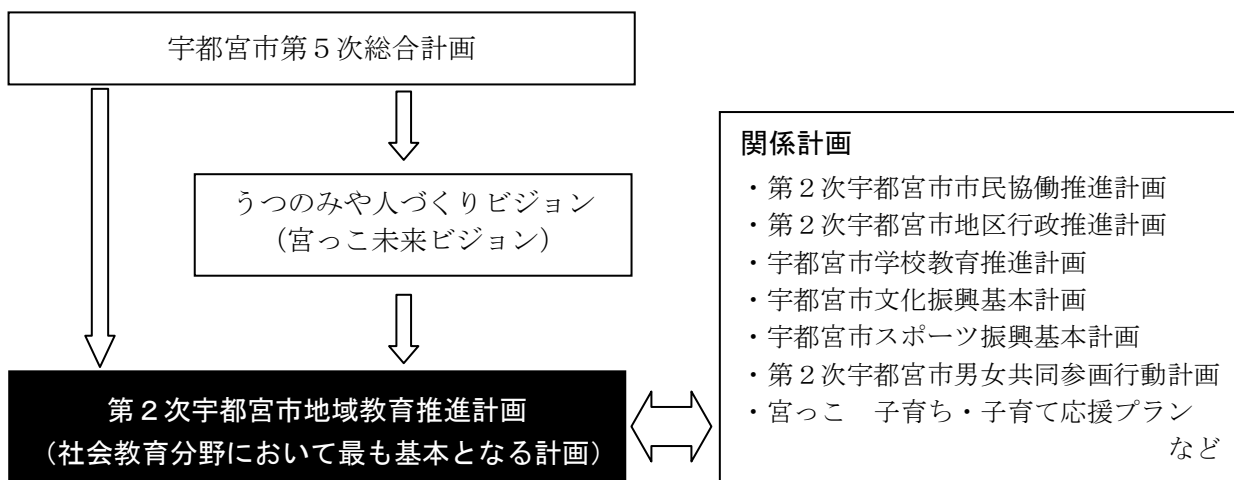 宇都宮市第５次総合計画
うつのみや人づくりビジョン
（宮っこ未来ビジョン）
第２次宇都宮市地域教育推進計画
（社会教育分野において最も基本となる計画）
関係計画
・第２次宇都宮市市民協働推進計画
・第２次宇都宮市地区行政推進計画
・宇都宮市学校教育推進計画
・宇都宮市文化振興基本計画
・宇都宮市スポーツ振興基本計画
・第２次宇都宮市男女共同参画行動計画
・宮っこ　子育ち・子育て応援プラン
など